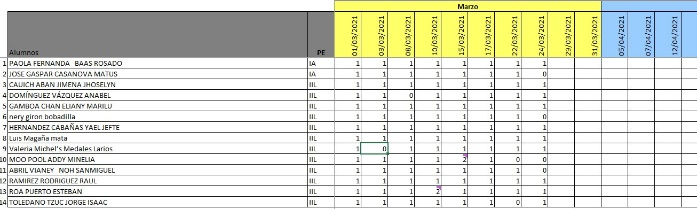 Marzo
Alumnos PE 01/03/2021 03/03/2021 08/03/2021 10/03/2021 15/03/2021 17/03/2021 22/03/2021 24/03/2021 29/03/2021 31/03/2021 05/04/2021 07/04/2021 12/04/2021
1 PAOLA FERNANDA BAAS ROSADO IA 1 1 1 1 1 1 1 1
2 JOSE GASPAR CASANOVA MATUS IA 1 1 1 1 1 1 1 0
3 CAUICH ABAN JIMENA JHOSELYN IIL 1 1 1 1 1 1 1 1
4 DOMÍNGUEZ VÁZQUEZ ANABEL IIL 1 1 0 1 1 1 1 1
5 GAMBOA CHAN ELIANY MARILU IIL 1 1 1 1 1 1 1 1
6 nery giron bobadilla IIL 1 1 1 1 1 1 1 0
7 HERNANDEZ CABAÑAS YAEL JEFTE IIL 1 1 1 1 1 1 1 1
8 Luis Magaña mata IIL 1 1 1 1 1 1 1 1
9 Valeria Michel's Medales Larios IIL 1 0 1 1 1 1 1 1
10 MOO POOL ADDY MINELIA IIL 1 1 1 1 2 1 0 0
11 ABRIL VIANEY NOH SANMIGUEL IIL 1 1 1 1 1 1 1 0
12 RAMIREZ RODRIGUEZ RAUL IIL 1 1 1 1 1 1 1 1
13 ROA PUERTO ESTEBAN IIL 1 1 1 2 1 1 1 1
14 TOLEDANO TZUC JORGE ISAAC IIL 1 1 1 1 1 1 0 1